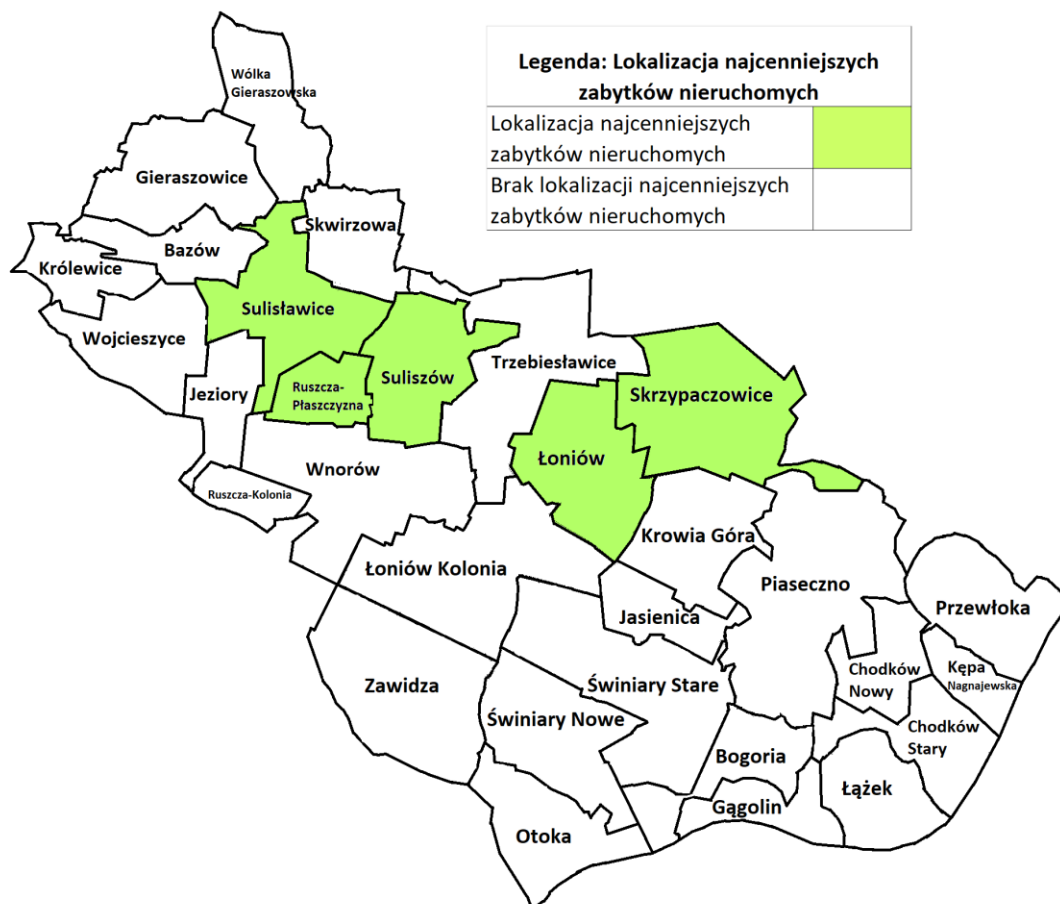 Legenda: Lokalizacja najcenniejszych
zabytków nieruchomych
Lokalizacja najcenniejszych
zabytków nieruchomych
Brak lokalizacji najcenniejszych
zabytków nieruchomych
Wólka
Gieraszowska
Gieraszowice
Skwirzowa
Bazów
Królewice
Sulisławice
Wojcieszyce
Trzebiesławice
Suliszów
Ruszcza-
Płaszczyzna
Jeziory
Skrzypaczowice
Łoniów
Wnorów
Ruszcza-Kolonia
Krowia Góra
Łoniów Kolonia
Piaseczno
Przewłoka
Jasienica
Chodków
Nowy
Kępa
Nagnajewska
Zawidza
Świniary Stare
Świniary Nowe
Chodków
Stary
Bogoria
Łążek
Gągolin
Otoka